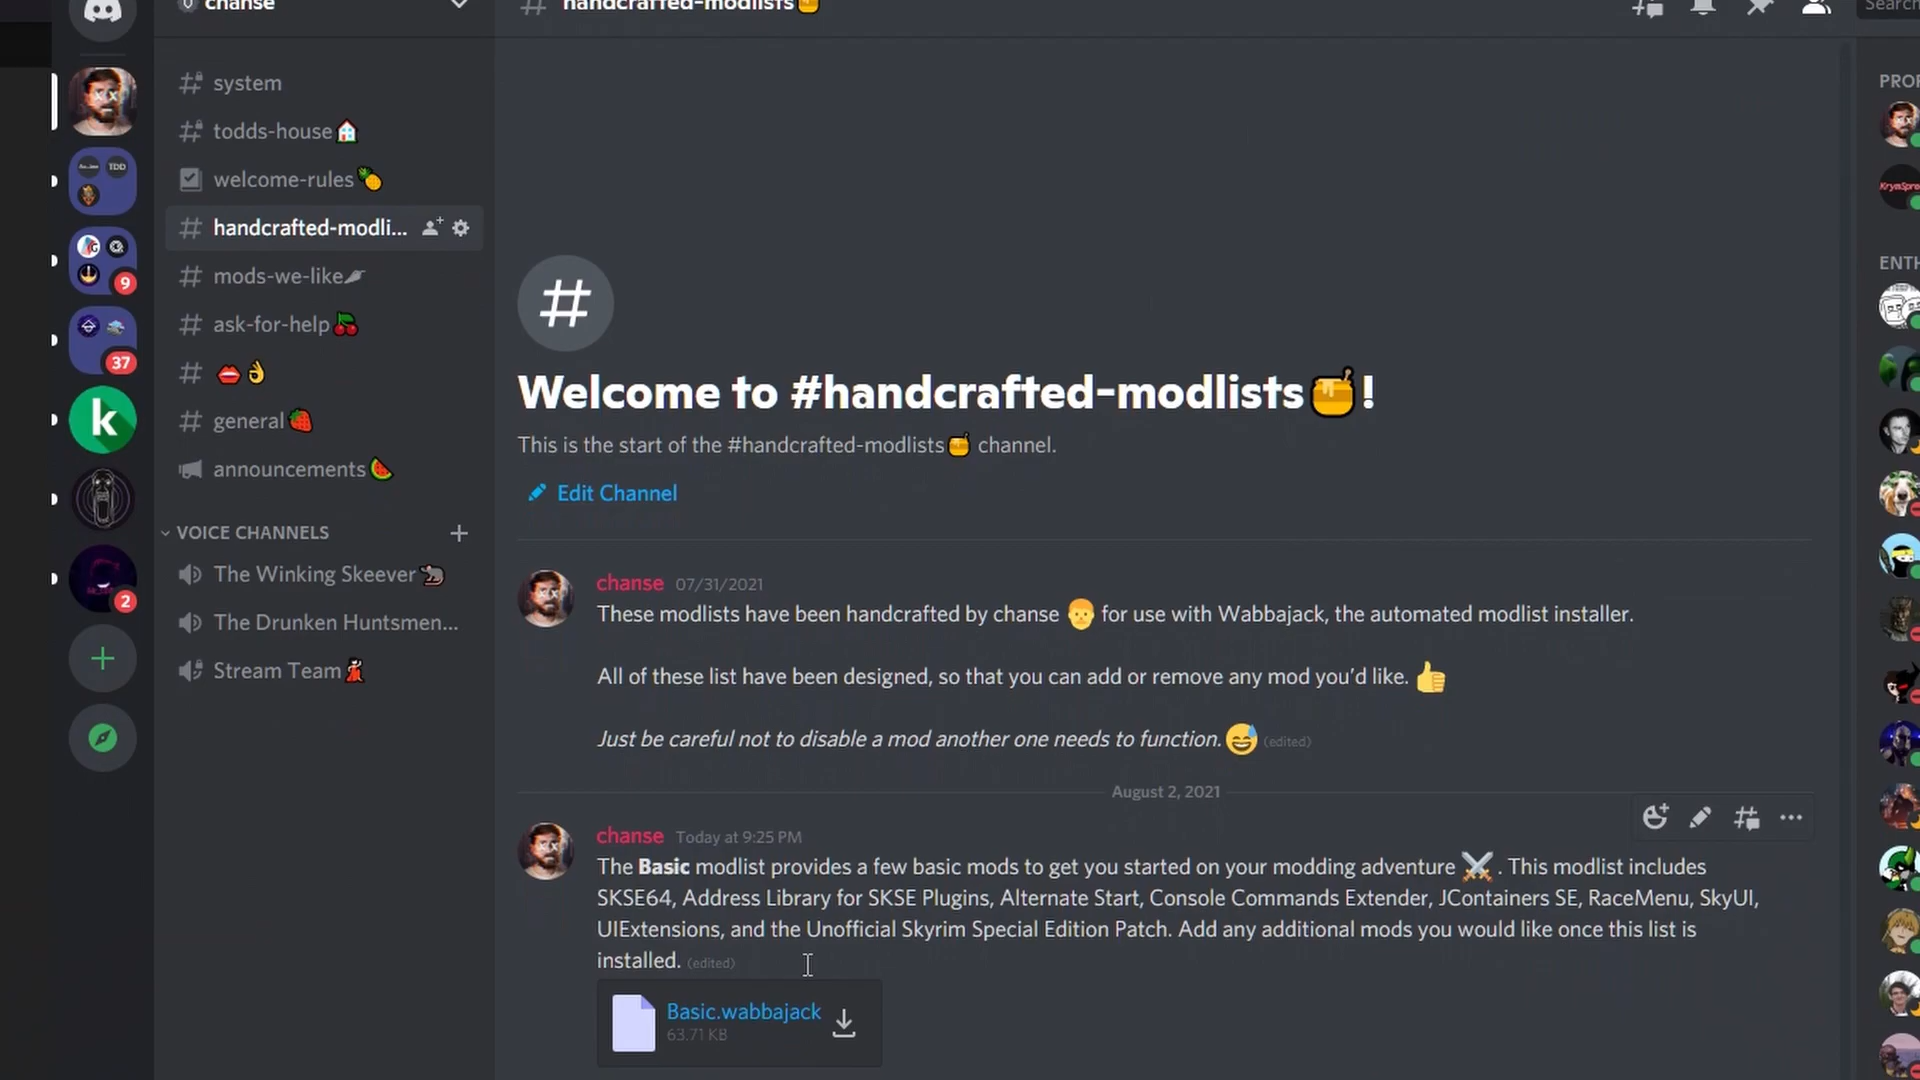 chanse
handcrafted-modlists🍯
Search
system
todds-house🏠
welcome-rules🍍
handcrafted-modli...
mods-we-like🌶
ask-for-help🍒
👄👌
general🍓
announcements🍉
VOICE CHANNELS
The Winking Skeever🐀
The Drunken Huntsmen...
Stream Team💃
TDD
9
37
k
2
Welcome to #handcrafted-modlists🍯!
This is the start of the #handcrafted-modlists🍯 channel.
Edit Channel
chanse 07/31/2021
These modlists have been handcrafted by chanse 👨 for use with Wabbajack, the automated modlist installer.
All of these list have been designed, so that you can add or remove any mod you’d like. 👍
Just be careful not to disable a mod another one needs to function.😅 (edited)
August 2, 2021
chanse Today at 9:25 PM
The Basic modlist provides a few basic mods to get you started on your modding adventure ⚔️. This modlist includes
SKSE64, Address Library for SKSE Plugins, Alternate Start, Console Commands Extender, JContainers SE, RaceMenu, SkyUI,
UIExtensions, and the Unofficial Skyrim Special Edition Patch. Add any additional mods you would like once this list is
installed. (edited)
Basic.wabbajack
63.71 KB
ENTH